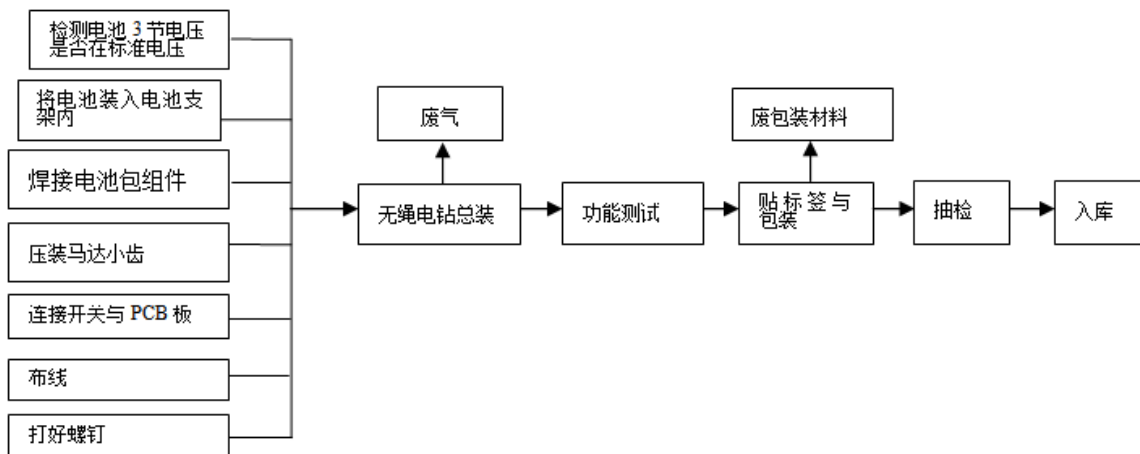 检测电池 3 节电压
是否在标准电压
将电池装入电池支
架内
焊接电池包组件
压装马达小齿
连接开关与 PCB 板
布线
打好螺钉
废气
无绳电钻总装
功能测试
废包装材料
贴标签与
包装
抽检
入库